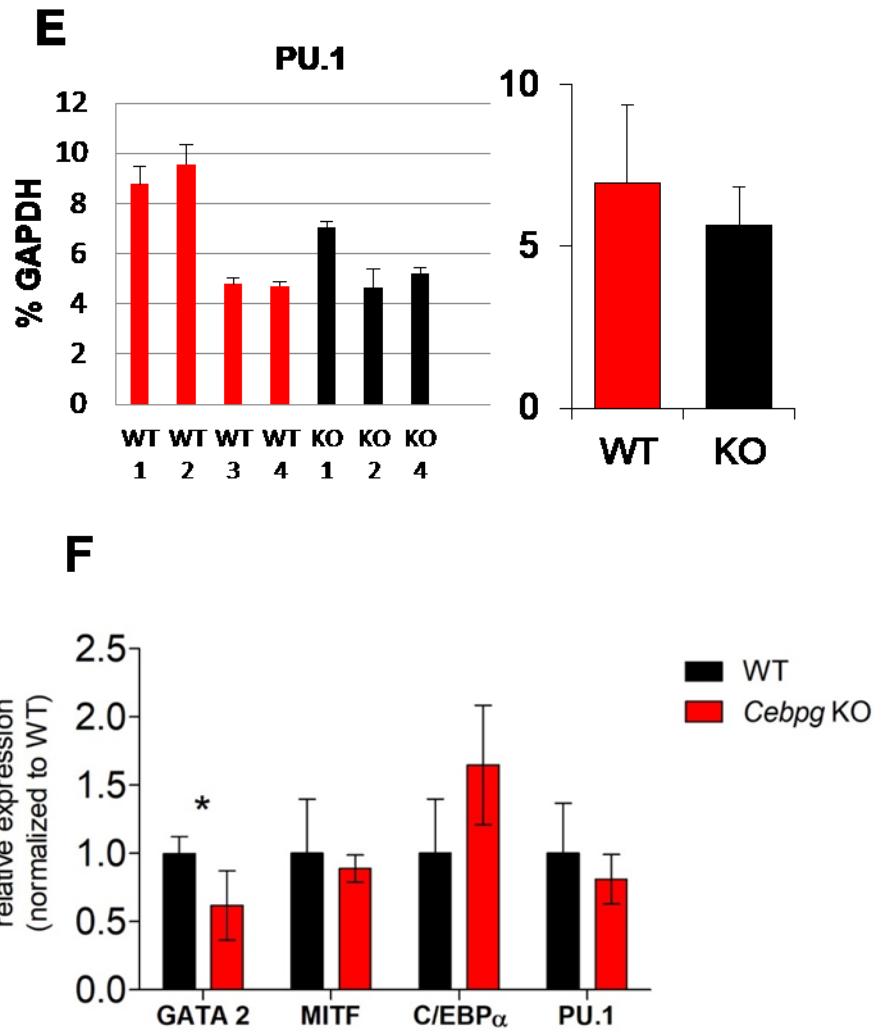 E
PU.1
% GAPDH
12
10
8
6
4
2
0
WT WT WT WT KO KO KO
1 2 3 4 1 2 4
10
5
0
WT KO
F
relative expression
(normalized to WT)
2.5
2.0
1.5
1.0
0.5
0.0
*
GATA 2 MITF C/EBPα PU.1
WT
Cebpg KO